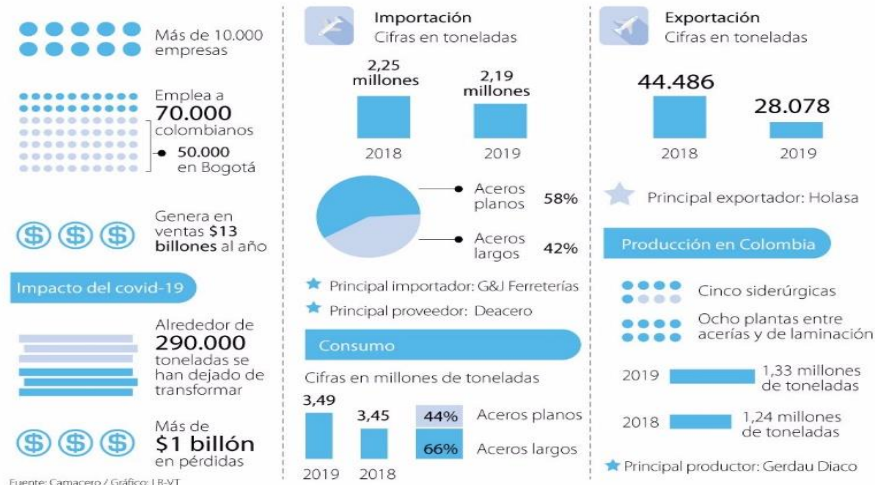 Más de 10.000
empresas
Emplea a
70.000
colombianos
50.000
en Bogotá
Genera en
ventas $13
billones al año
Impacto del covid-19
Alrededor de
290.000
toneladas se
han dejado de
transformar
Más de
$1 billón
en pérdidas
Fuente: Camacero / Gráfico: LR-VT
Importación
Cifras en toneladas
2,25
millones
2,19
millones
2018
2019
Aceros
planos
58%
Aceros
largos
42%
Principal importador: G&J Ferreterías
Principal proveedor: Deacero
Consumo
Cifras en millones de toneladas
3,49
3,45
44%
Aceros planos
66%
Aceros largos
2019
2018
Exportación
Cifras en toneladas
44.486
28.078
2018
2019
Principal exportador: Holasa
Producción en Colombia
Cinco siderúrgicas
Ocho plantas entre
acerías y de laminación
2019
1,33 millones
de toneladas
2018
1,24 millones
de toneladas
Principal productor: Gerdau Diaco